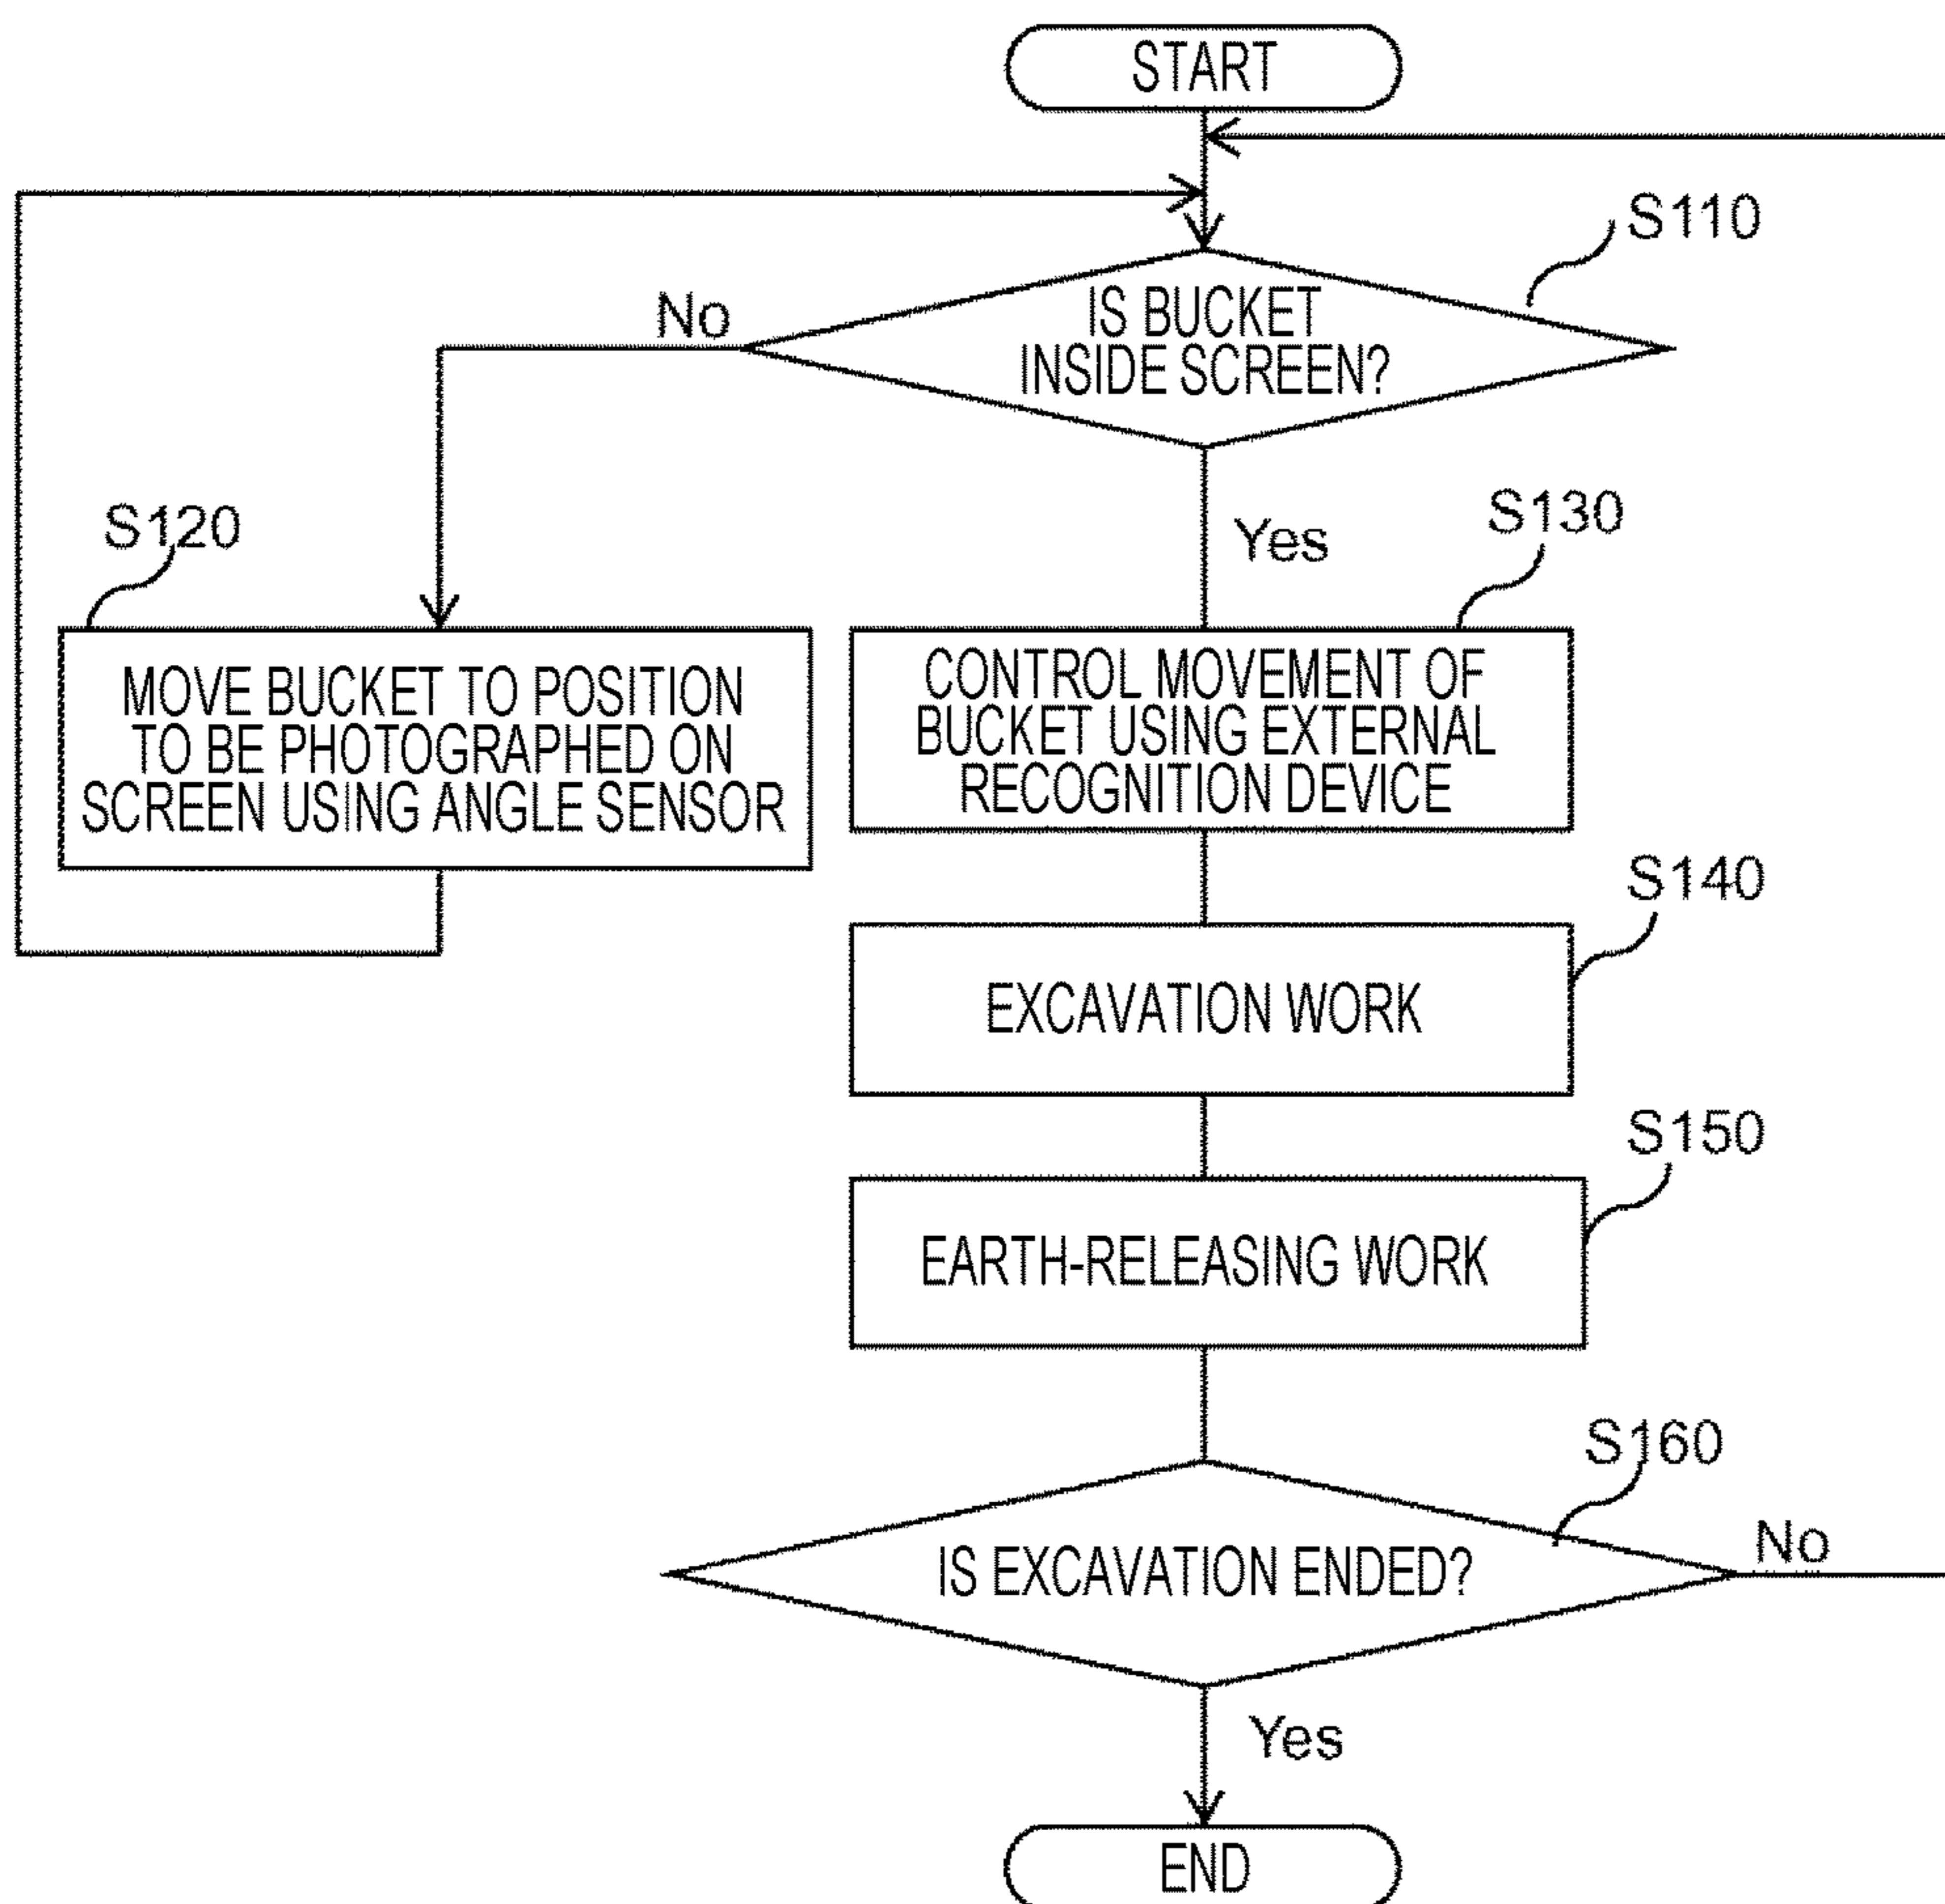 START
S110
IS BUCKET
INSIDE SCREEN?
No
Yes
S120
MOVE BUCKET TO POSITION
TO BE PHOTOGRAPHED ON
SCREEN USING ANGLE SENSOR
S130
CONTROL MOVEMENT OF
BUCKET USING EXTERNAL
RECOGNITION DEVICE
S140
EXCAVATION WORK
S150
EARTH-RELEASING WORK
S160
IS EXCAVATION ENDED?
No
Yes
END